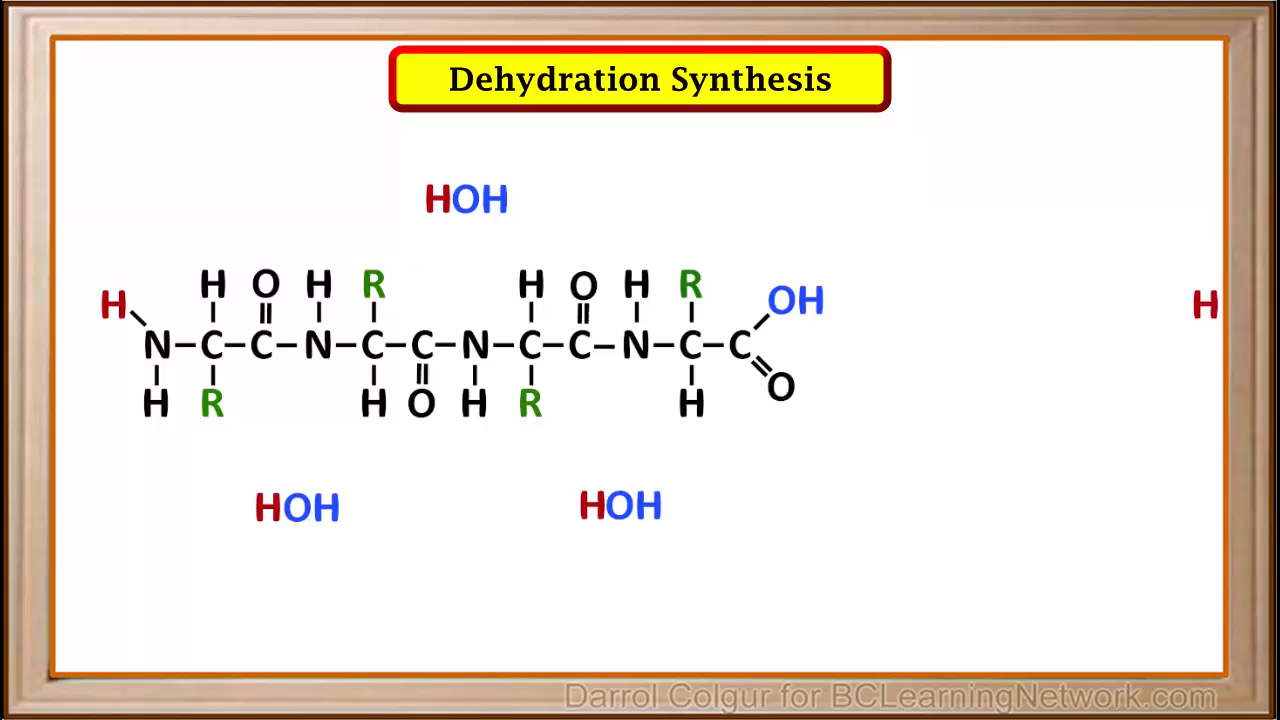 Dehydration Synthesis
HOH
H O H R H O H R
H OH H
N–C–C–N–C–C–N–C–C–N–C–C
O
H R H O H R H
HOH HOH
Darrol Colgur for BCLearningNetwork.com